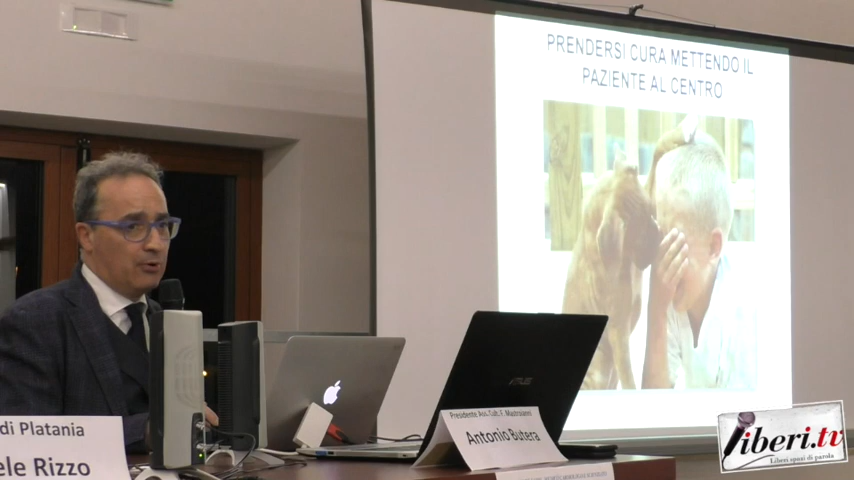 PRENDERSI CURA METTENDO IL
PAZIENTE AL CENTRO
di Platania
ele Rizzo
Presidente Ass. Cult. F. Mastroianni
Antonio Butera
liberi.tv
Liberi spazi di parola